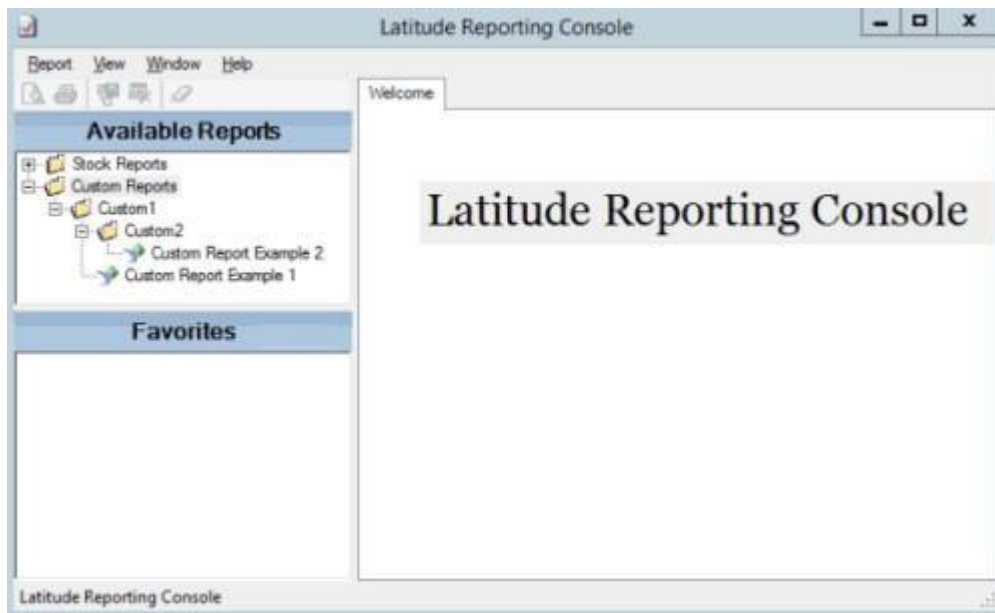 Latitude Reporting Console
Report View Window Help
Welcome
Available Reports
Stock Reports
Custom Reports
Custom1
Custom2
Custom Report Example 2
Custom Report Example 1
Latitude Reporting Console
Favorites
Latitude Reporting Console